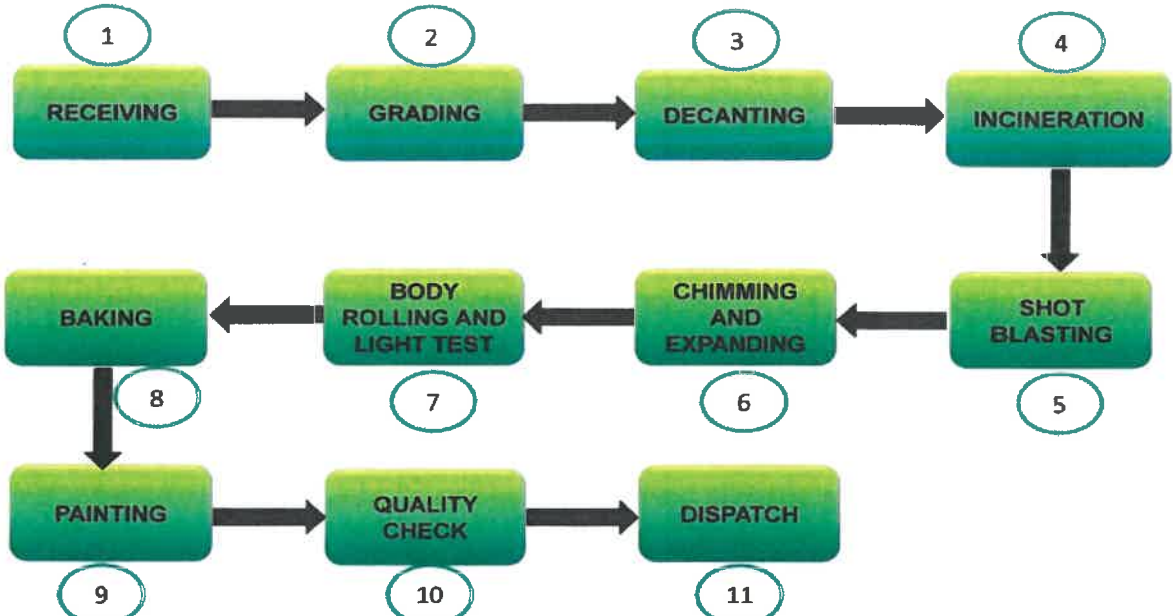 1
2
3
4
RECEIVING
GRADING
DECANTING
INCINERATION
SHOT
BLASTING
5
CHIMMING
AND
EXPANDING
6
BODY
ROLLING AND
LIGHT TEST
7
BAKING
8
PAINTING
9
QUALITY
CHECK
10
DISPATCH
11